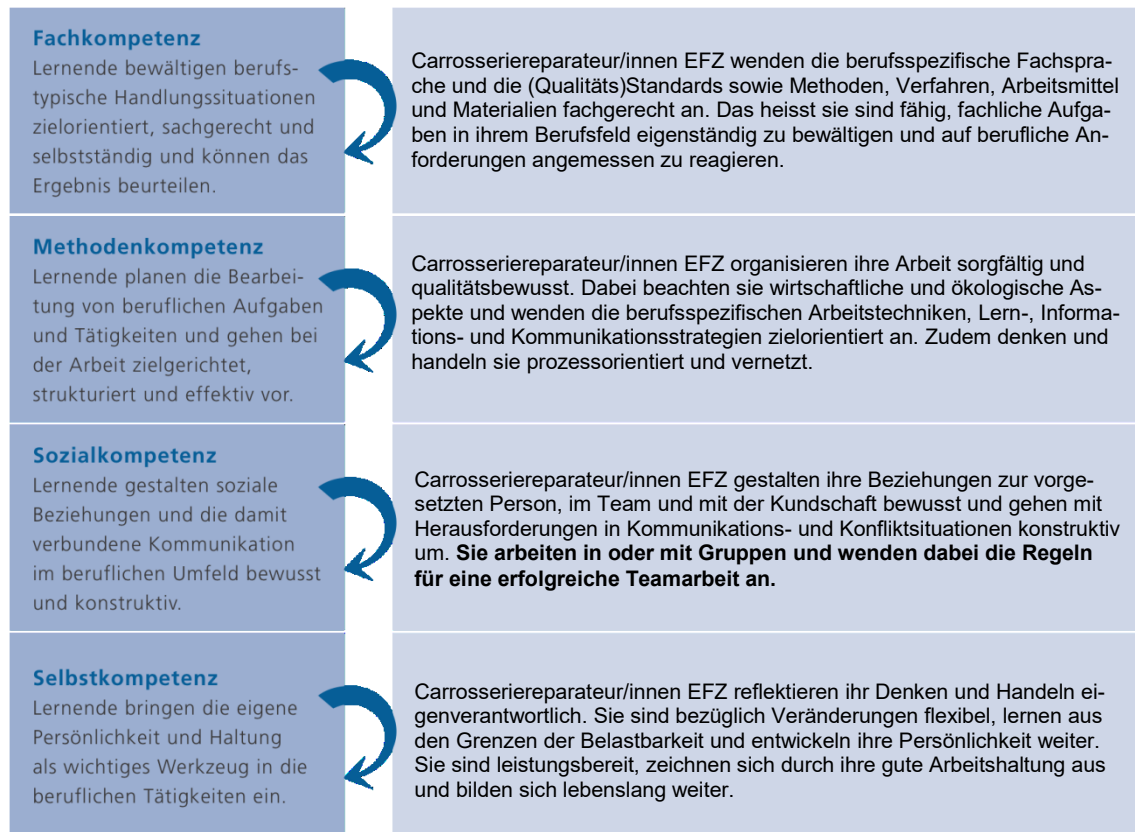 Fachkompetenz
Lernende bewältigen berufs-
typische Handlungssituationen
zielorientiert, sachgerecht und
selbstständig und können das
Ergebnis beurteilen.
Carrosseriereparateur/innen EFZ wenden die berufsspezifische Fachspra-
che und die (Qualitäts)Standards sowie Methoden, Verfahren, Arbeitsmittel
und Materialien fachgerecht an. Das heisst sie sind fähig, fachliche Aufga-
ben in ihrem Berufsfeld eigenständig zu bewältigen und auf berufliche An-
forderungen angemessen zu reagieren.
Methodenkompetenz
Lernende planen die Bearbei-
tung von beruflichen Aufgaben
und Tätigkeiten und gehen bei
der Arbeit zielgerichtet,
strukturiert und effektiv vor.
Carrosseriereparateur/innen EFZ organisieren ihre Arbeit sorgfältig und
qualitätsbewusst. Dabei beachten sie wirtschaftliche und ökologische As-
pekte und wenden die berufsspezifischen Arbeitstechniken, Lern-, Informa-
tions- und Kommunikationsstrategien zielorientiert an. Zudem denken und
handeln sie prozessorientiert und vernetzt.
Sozialkompetenz
Lernende gestalten soziale
Beziehungen und die damit
verbundene Kommunikation
im beruflichen Umfeld bewusst
und konstruktiv.
Carrosseriereparateur/innen EFZ gestalten ihre Beziehungen zur vorge-
setzten Person, im Team und mit der Kundschaft bewusst und gehen mit
Herausforderungen in Kommunikations- und Konfliktsituationen konstruktiv
um. Sie arbeiten in oder mit Gruppen und wenden dabei die Regeln
für eine erfolgreiche Teamarbeit an.
Selbstkompetenz
Lernende bringen die eigene
Persönlichkeit und Haltung
als wichtiges Werkzeug in die
beruflichen Tätigkeiten ein.
Carrosseriereparateur/innen EFZ reflektieren ihr Denken und Handeln ei-
genverantwortlich. Sie sind bezüglich Veränderungen flexibel, lernen aus
den Grenzen der Belastbarkeit und entwickeln ihre Persönlichkeit weiter.
Sie sind leistungsbereit, zeichnen sich durch ihre gute Arbeitshaltung aus
und bilden sich lebenslang weiter.